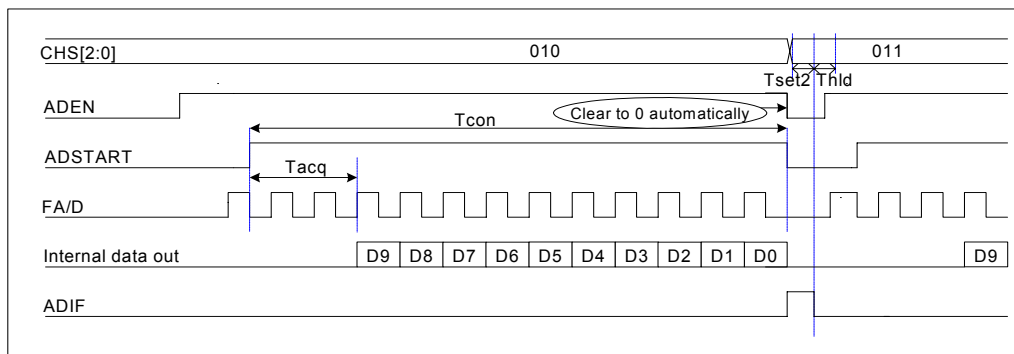 CHS[2:0] 010 011
Tset2 Thld
ADEN
Clear to 0 automatically
Tcon
ADSTART
Tacq
FA/D
Internal data out D9 D8 D7 D6 D5 D4 D3 D2 D1 D0 D9
ADIF